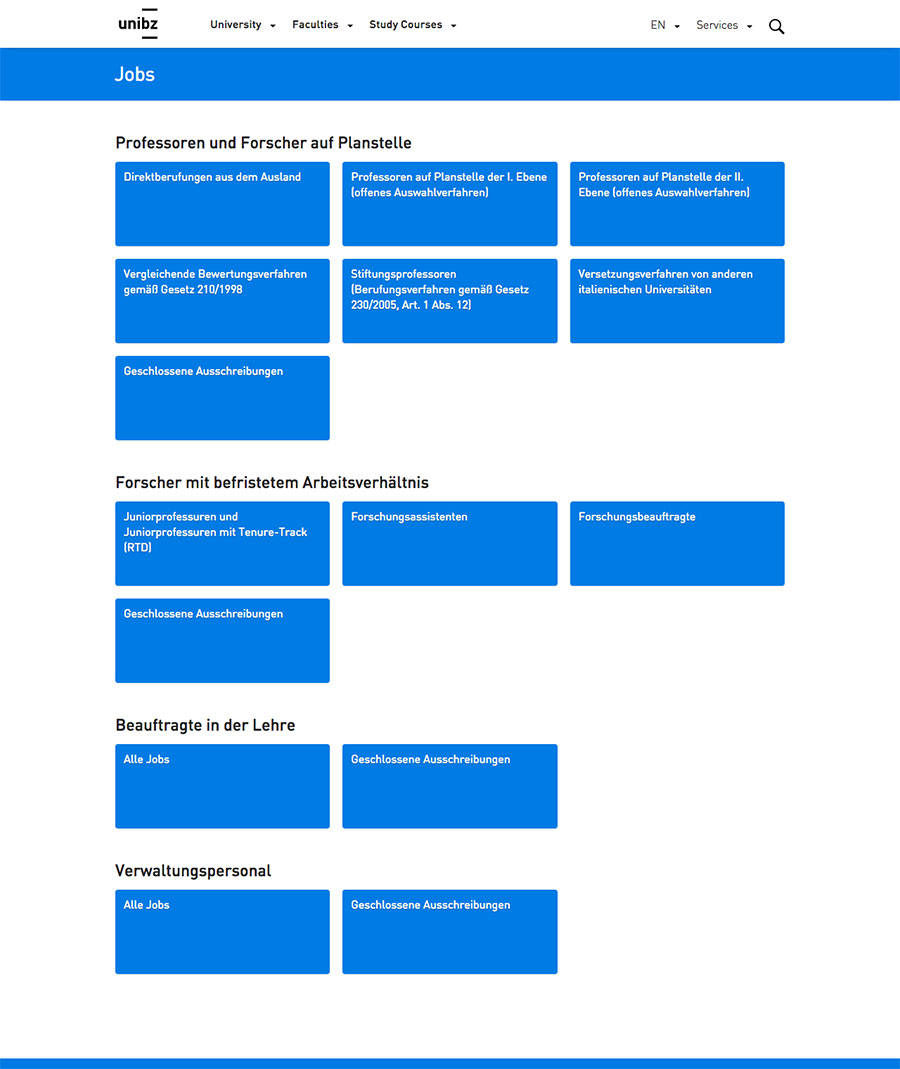 unibz University Faculties Study Courses EN Services
Jobs
Professoren und Forscher auf Planstelle
Direktberufungen aus dem Ausland
Professoren auf Planstelle der I. Ebene
(offenes Auswahlverfahren)
Professoren auf Planstelle der II.
Ebene (offenes Auswahlverfahren)
Vergleichende Bewertungsverfahren
gemäß Gesetz 210/1998
Stiftungsprofessoren
(Berufungsverfahren gemäß Gesetz
230/2005, Art. 1 Abs. 12)
Versetzungsverfahren von anderen
italienischen Universitäten
Geschlossene Ausschreibungen
Forscher mit befristetem Arbeitsverhältnis
Juniorprofessuren und
Juniorprofessuren mit Tenure-Track
(RTD)
Forschungsassistenten
Forschungsbeauftragte
Geschlossene Ausschreibungen
Beauftragte in der Lehre
Alle Jobs
Geschlossene Ausschreibungen
Verwaltungspersonal
Alle Jobs
Geschlossene Ausschreibungen